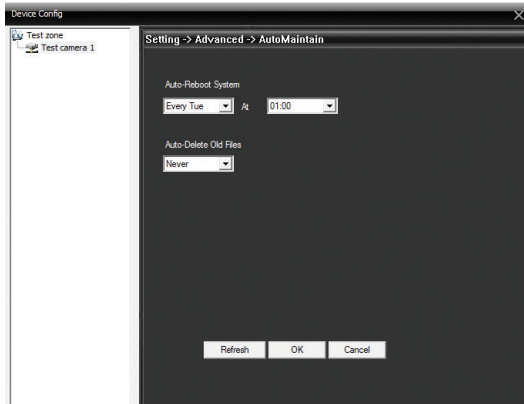 Device Config
Test zone
Test camera 1
Setting -> Advanced -> AutoMaintain
Auto-Reboot System
Every Tue At 01:00
Auto-Delete Old Files
Never
Refresh OK Cancel